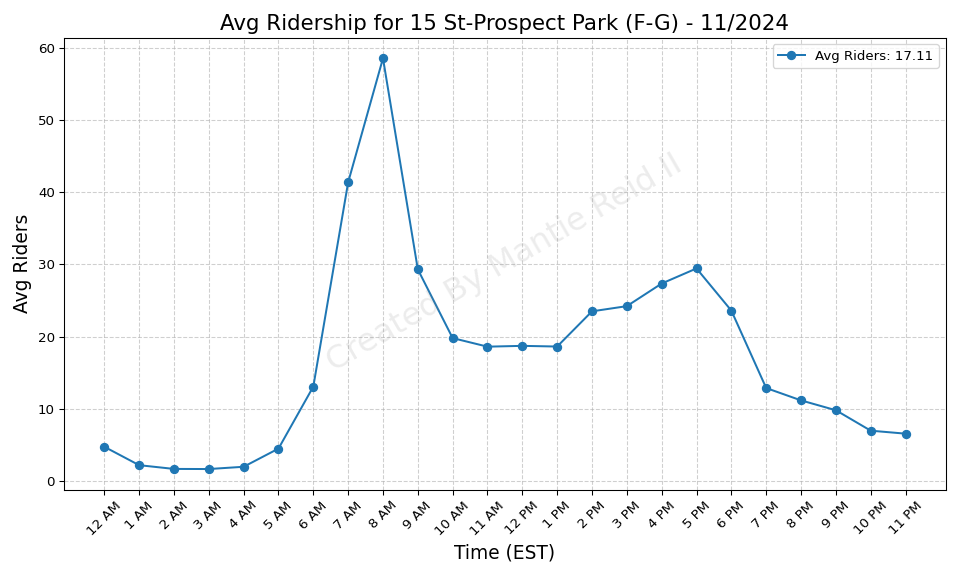 Avg Ridership for 15 St-Prospect Park (F-G) - 11/2024
Avg Riders: 17.11
Avg Riders
60
50
40
30
20
10
0
Created By Mantie Reid II
12 AM
1 AM
2 AM
3 AM
4 AM
5 AM
6 AM
7 AM
8 AM
9 AM
10 AM
11 AM
12 PM
1 PM
2 PM
3 PM
4 PM
5 PM
6 PM
7 PM
8 PM
9 PM
10 PM
11 PM
Time (EST)